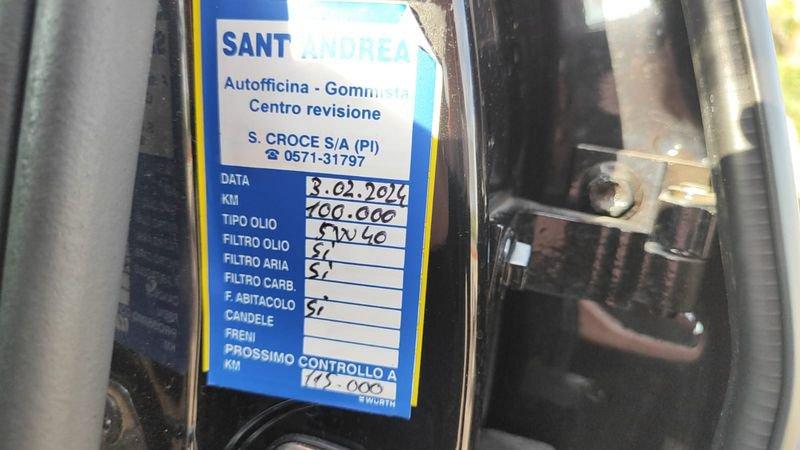 SANT'ANDREA
Autofficina - Gommista
Centro revisione
S. CROCE S/A (PI)
☎ 0571-31797
DATA 3.02.2024
KM 100.000
TIPO OLIO 5W40
FILTRO OLIO Si
FILTRO ARIA Si
FILTRO CARB.
F. ABITACOLO Si
CANDELE
FRENI
PROSSIMO CONTROLLO A
KM 115.000
WÜRTH